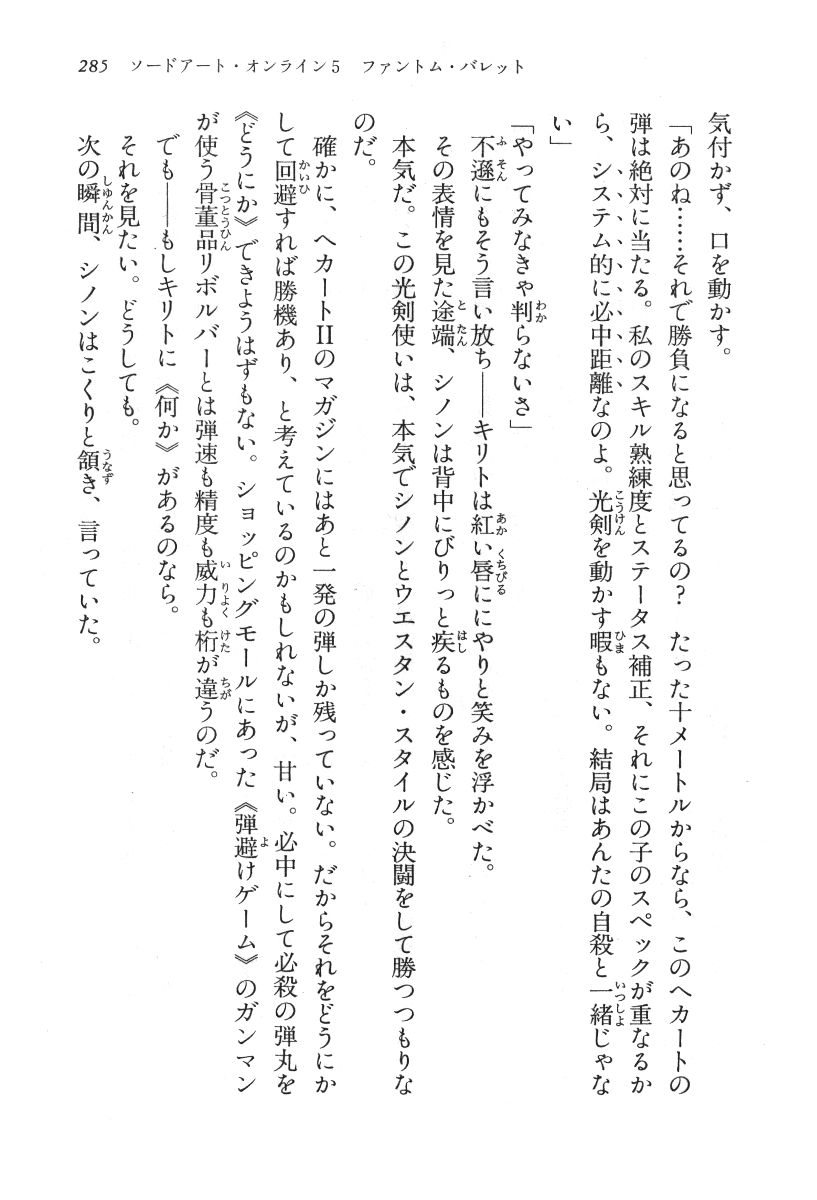 285 ソードアート・オンライン5 ファントム・バレット
気付かず、口を動かす。
「あのね……それで勝負になると思ってるの? たった十メートルからなら、このヘカートの
弾は絶対に当たる。私のスキル熟練度とステータス補正、それにこの子のスペックが重なるか
ら、システム的に必中距離なのよ。光剣を動かす暇もない。結局はあんたの自殺と一緒じゃな
い」
「やってみなきゃ判らないさ」
不遜にもそう言い放ち――キリトは紅い唇ににやりと笑みを浮かべた。
その表情を見た途端、シノンは背中にびりっと疾るものを感じた。
本気だ。この光剣使いは、本気でシノンとウエスタン・スタイルの決闘をして勝つつもりな
のだ。
確かに、ヘカートIIのマガジンにはあと一発の弾しか残っていない。だからそれをどうにか
して回避すれば勝機あり、と考えているのかもしれないが、甘い。必中にして必殺の弾丸を
《どうにか》できようはずもない。ショッピングモールにあった《弾避けゲーム》のガンマン
が使う骨董品リボルバーとは弾速も精度も威力も桁が違うのだ。
でも――もしキリトに《何か》があるのなら。
それを見たい。どうしても。
次の瞬間、シノンはこくりと頷き、言っていた。